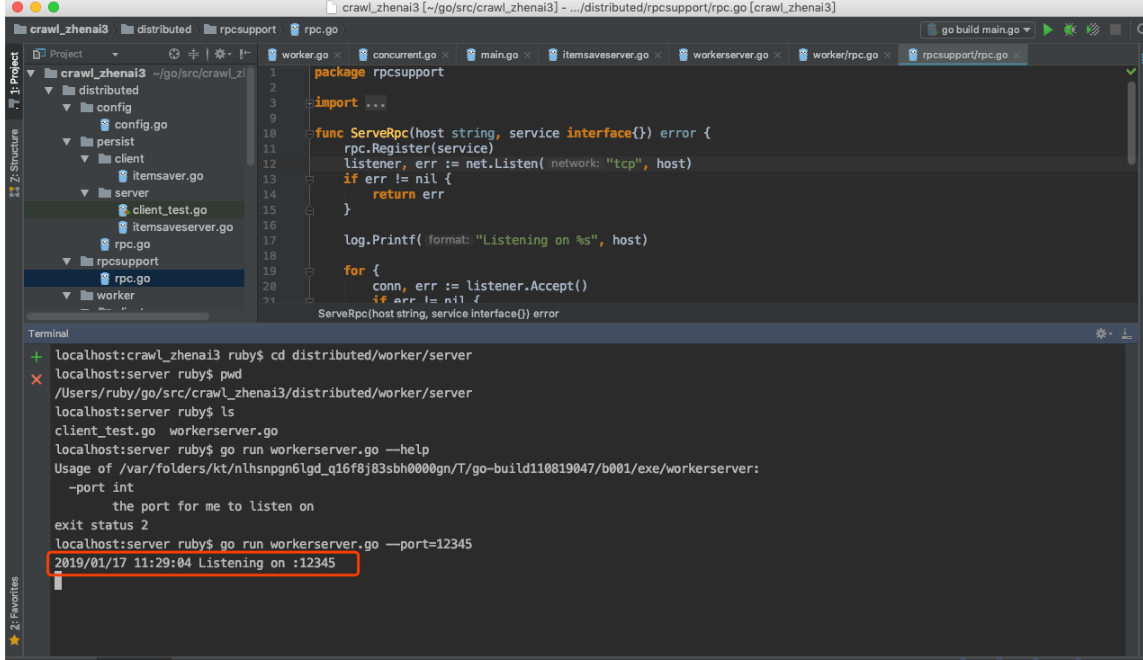 crawl_zhenai3 [~/go/src/crawl_zhenai3] - .../distributed/rpcsupport/rpc.go [crawl_zhenai3]
crawl_zhenai3 distributed rpcsupport rpc.go go build main.go
Project worker.go concurrent.go main.go itemsaveserver.go workerserver.go worker/rpc.go rpcsupport/rpc.go
1: Project
Z: Structure
2: Favorites
crawl_zhenai3 ~/go/src/crawl_z
distributed
config
config.go
persist
client
itemsaver.go
server
client_test.go
itemsaveserver.go
rpc.go
rpcsupport
rpc.go
worker
1 package rpcsupport
2
3 import ...
9
10 func ServeRpc(host string, service interface{}) error {
11 rpc.Register(service)
12 listener, err := net.Listen( network: "tcp", host)
13 if err != nil {
14 return err
15 }
16
17 log.Printf( format: "Listening on %s", host)
18
19 for {
20 conn, err := listener.Accept()
21 if err != nil {
ServeRpc(host string, service interface{}) error
Terminal
localhost:crawl_zhenai3 ruby$ cd distributed/worker/server
localhost:server ruby$ pwd
/Users/ruby/go/src/crawl_zhenai3/distributed/worker/server
localhost:server ruby$ ls
client_test.go workerserver.go
localhost:server ruby$ go run workerserver.go --help
Usage of /var/folders/kt/nlhsnpgn6lgd_q16f8j83sbh0000gn/T/go-build110819047/b001/exe/workerserver:
-port int
the port for me to listen on
exit status 2
localhost:server ruby$ go run workerserver.go --port=12345
2019/01/17 11:29:04 Listening on :12345